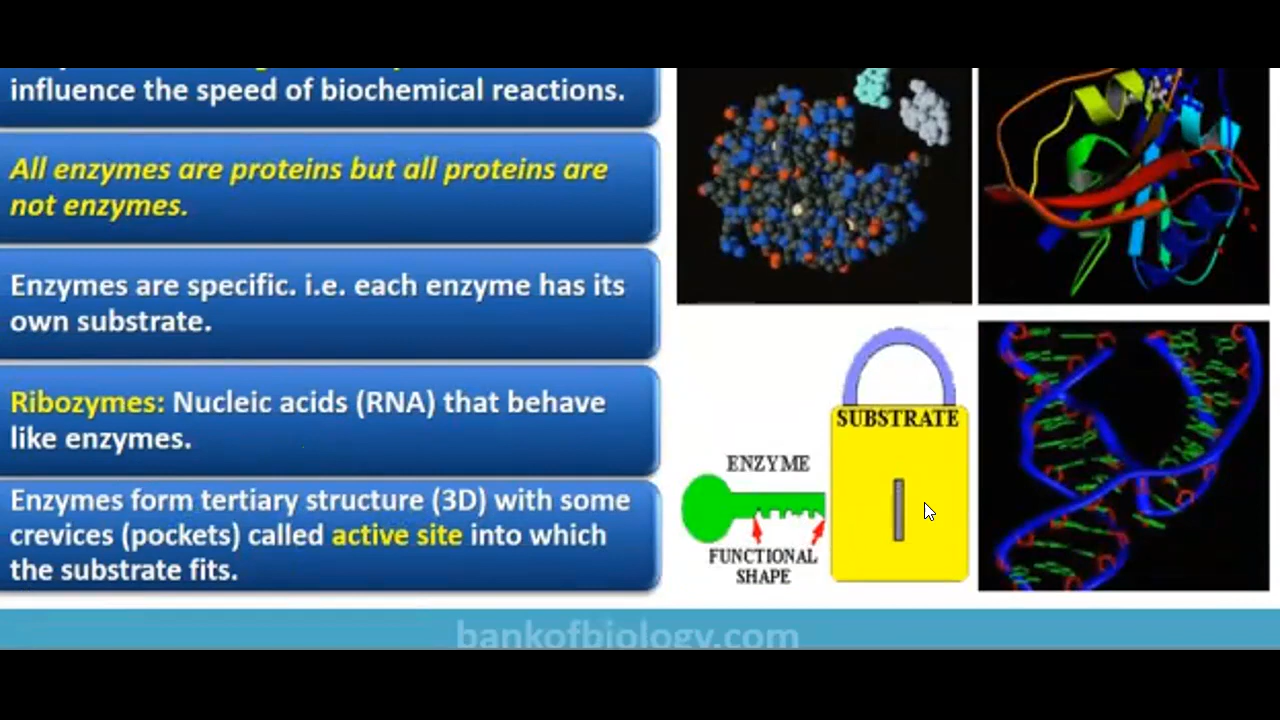 influence the speed of biochemical reactions.
All enzymes are proteins but all proteins are
not enzymes.
Enzymes are specific. i.e. each enzyme has its
own substrate.
Ribozymes: Nucleic acids (RNA) that behave
like enzymes.
Enzymes form tertiary structure (3D) with some
crevices (pockets) called active site into which
the substrate fits.
SUBSTRATE
ENZYME
FUNCTIONAL
SHAPE
bankofbiology.com